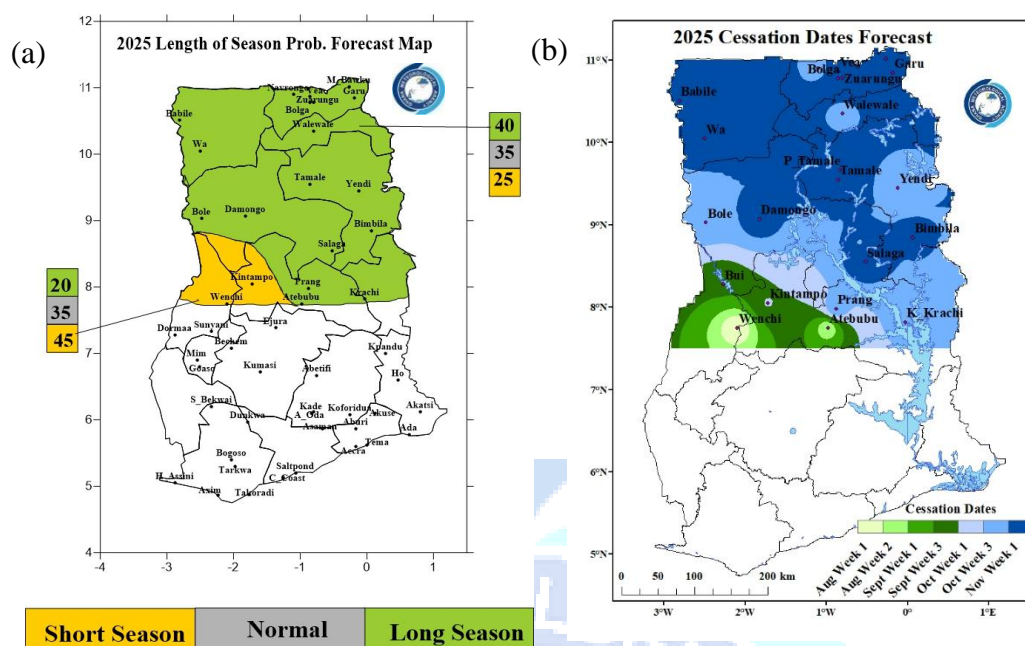 (a)
2025 Length of Season Prob. Forecast Map
12
11
10
9
8
7
6
5
4
-4
-3
-2
-1
0
1
Navrongo
Garu
Zuarungu
Bolga
Walewale
Babile
Wa
Tamale
Yendi
Bole
Damongo
Bimbila
Salaga
Kintampo
Prang
Krachi
Wenchi
Atebubu
Dormaa
Sunyani
Ejura
Bechem
Kpandu
Mim
Goaso
Kumasi
Abetifi
Ho
S_Bekwai
Dunkwa
Kade
A_Oda
Koforidua
Akuse
Akatsi
Asaman
Aburi
Ada
Tema
Accra
Bogoso
Tarkwa
Saltpond
C_Coast
H_Assini
Axim
Takoradi
40
35
25
20
35
45
Short Season
Normal
Long Season
(b)
2025 Cessation Dates Forecast
11°N
10°N
9°N
8°N
7°N
6°N
5°N
3°W
2°W
1°W
0°
1°E
Garu
Bolga
Zuarungu
Babile
Walewale
Wa
P_Tamale
Tamale
Yendi
Bole
Damongo
Bimbila
Salaga
Bui
Kintampo
Prang
K_Krachi
Wenchi
Atebubu
Cessation Dates
Aug Week 1
Aug Week 2
Sept Week 1
Sept Week 3
Oct Week 1
Oct Week 3
Nov Week 1
0
50
100
200 km